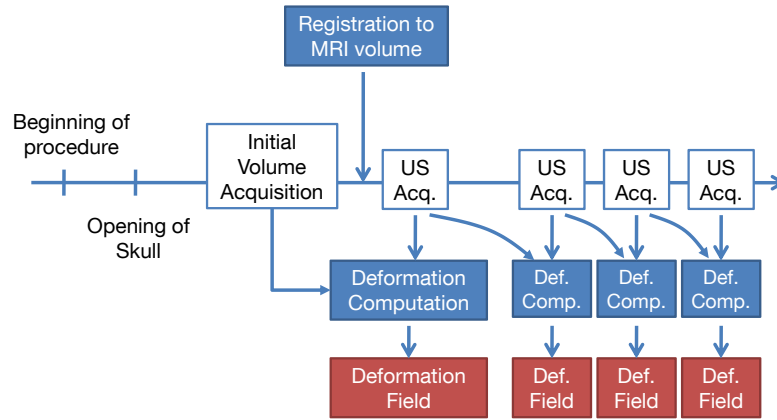 Registration to
MRI volume
Beginning of
procedure
Initial
Volume
Acquisition
US
Acq.
US
Acq.
US
Acq.
US
Acq.
Opening of
Skull
Deformation
Computation
Def.
Comp.
Def.
Comp.
Def.
Comp.
Deformation
Field
Def.
Field
Def.
Field
Def.
Field